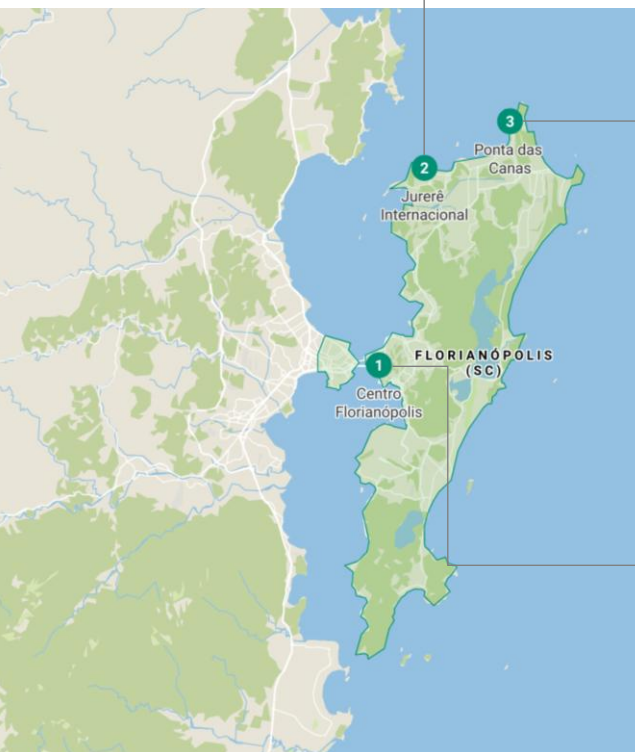 3
Ponta das
Canas
2
Jurerê
Internacional
FLORIANÓPOLIS
(SC)
1
Centro
Florianópolis